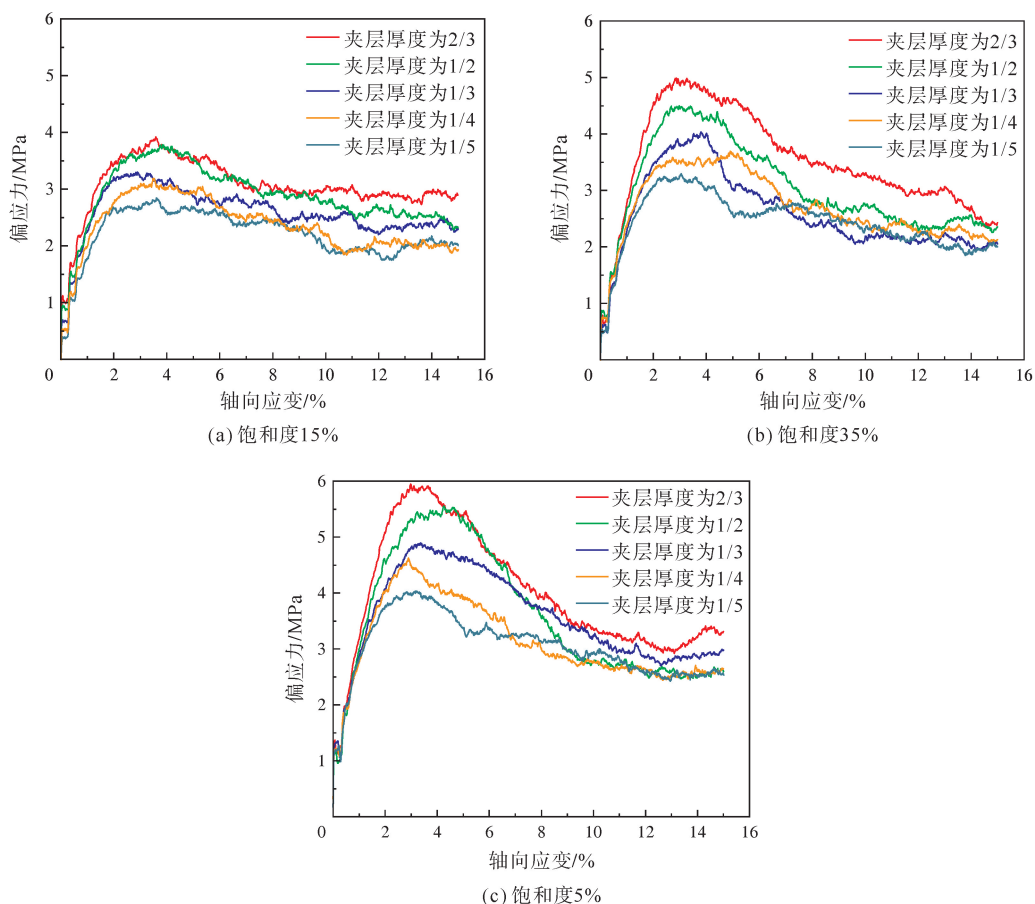 6
5
4
3
2
1
0
2
4
6
8
10
12
14
16
偏应力/MPa
轴向应变/%
夹层厚度为2/3
夹层厚度为1/2
夹层厚度为1/3
夹层厚度为1/4
夹层厚度为1/5
(a) 饱和度15%
6
5
4
3
2
1
0
2
4
6
8
10
12
14
16
偏应力/MPa
轴向应变/%
夹层厚度为2/3
夹层厚度为1/2
夹层厚度为1/3
夹层厚度为1/4
夹层厚度为1/5
(b) 饱和度35%
6
5
4
3
2
1
0
2
4
6
8
10
12
14
16
偏应力/MPa
轴向应变/%
夹层厚度为2/3
夹层厚度为1/2
夹层厚度为1/3
夹层厚度为1/4
夹层厚度为1/5
(c) 饱和度5%